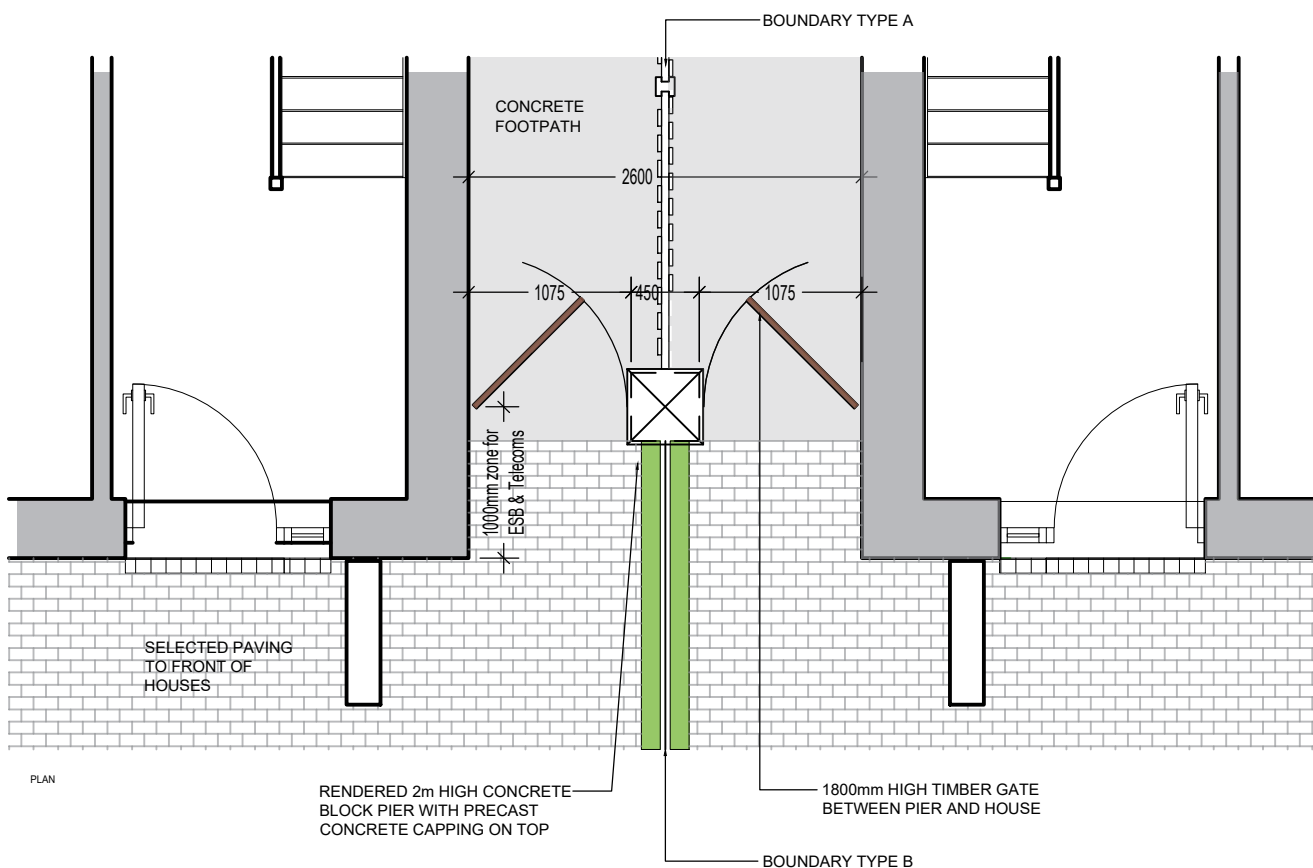 BOUNDARY TYPE A
CONCRETE
FOOTPATH
2600
1075
450
1075
1000mm zone for
ESB & Telecoms
SELECTED PAVING
TO FRONT OF
HOUSES
PLAN
RENDERED 2m HIGH CONCRETE
BLOCK PIER WITH PRECAST
CONCRETE CAPPING ON TOP
1800mm HIGH TIMBER GATE
BETWEEN PIER AND HOUSE
BOUNDARY TYPE B